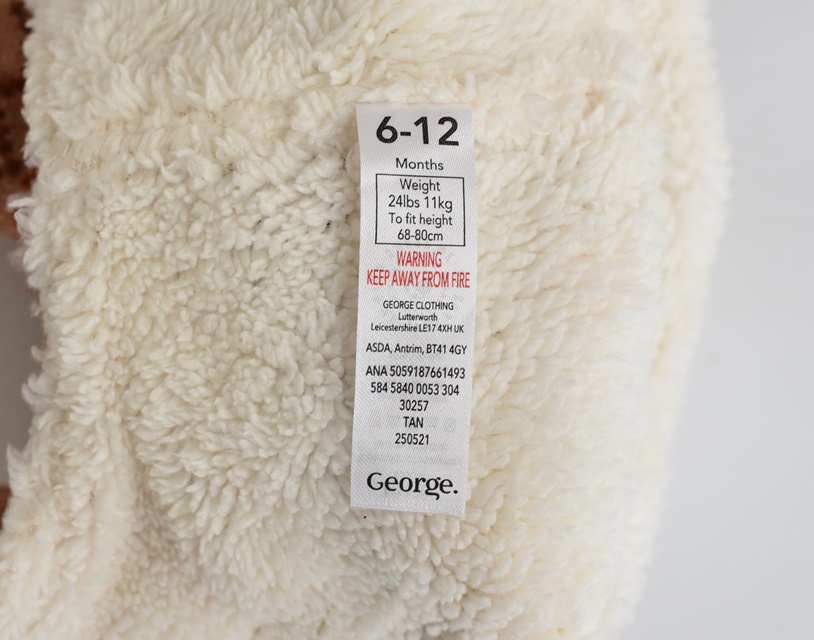 6-12
Months
Weight
24lbs 11kg
To fit height
68-80cm
WARNING
KEEP AWAY FROM FIRE
GEORGE CLOTHING
Lutterworth
Leicestershire LE17 4XH UK
ASDA, Antrim, BT41 4GY
ANA 5059187661493
584 5840 0053 304
30257
TAN
250521
George.